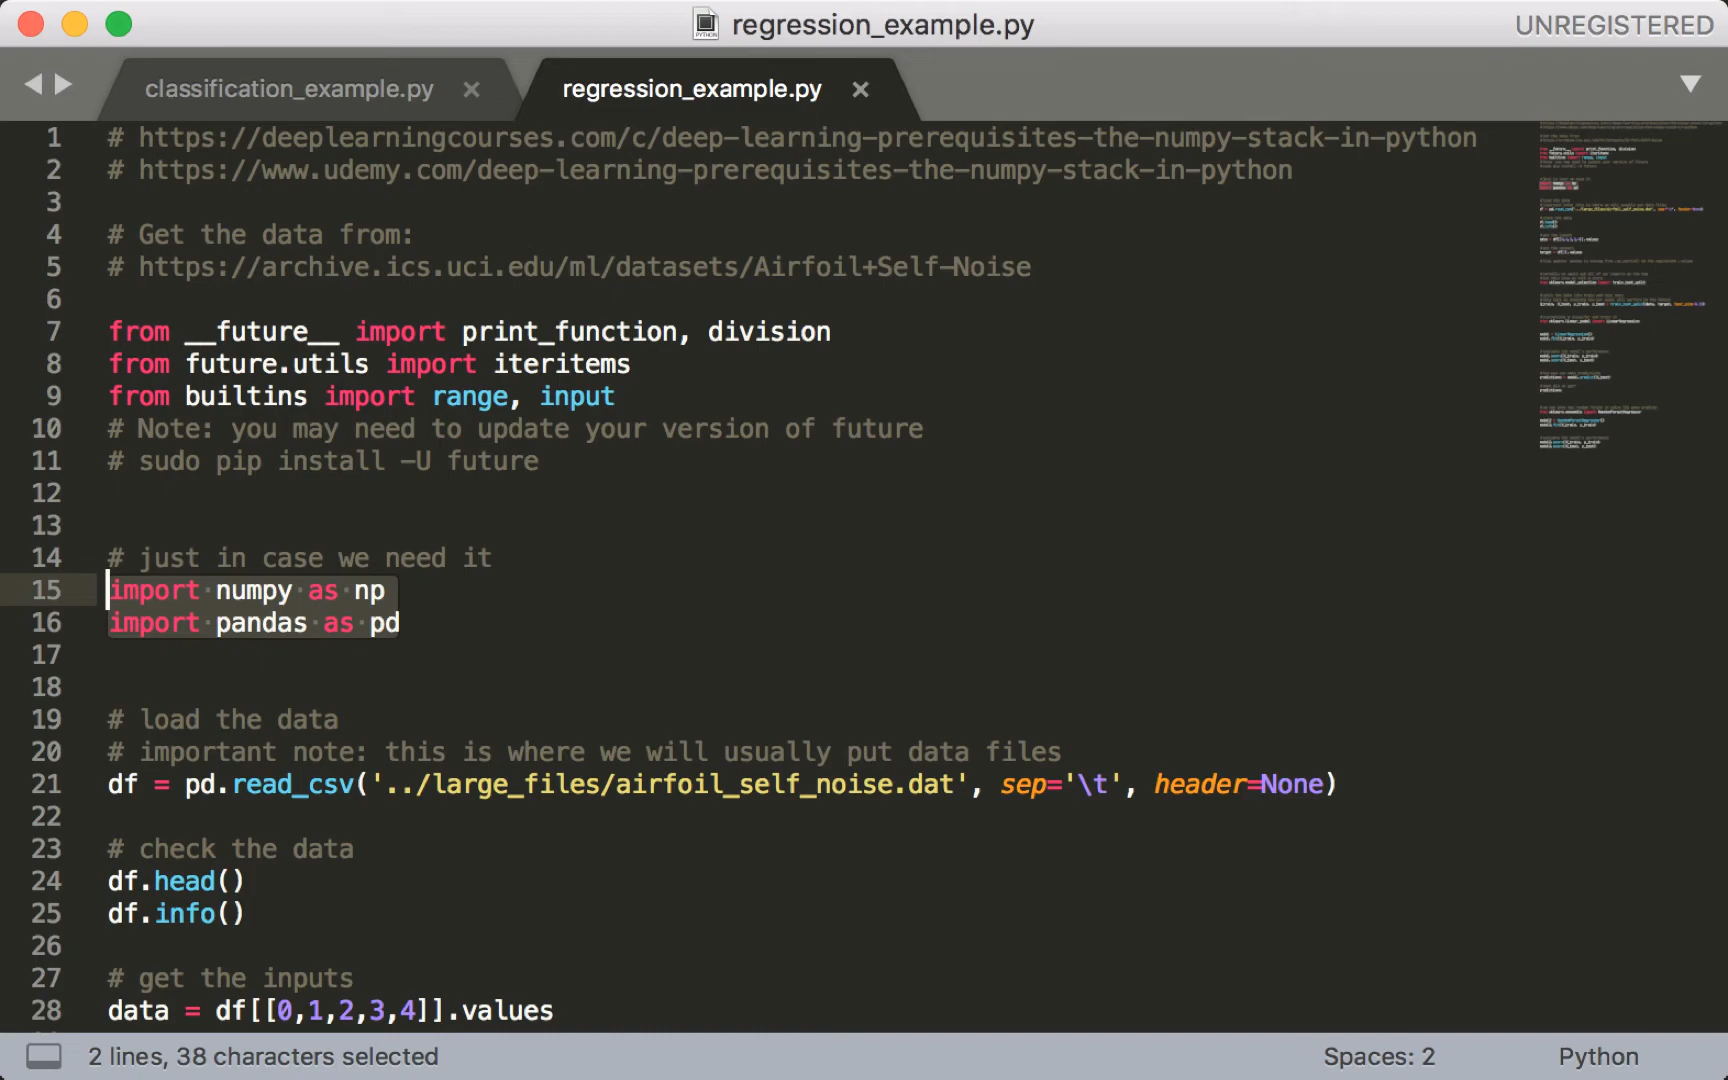 regression_example.py
UNREGISTERED
classification_example.py
regression_example.py
1 # https://deeplearningcourses.com/c/deep-learning-prerequisites-the-numpy-stack-in-python
2 # https://www.udemy.com/deep-learning-prerequisites-the-numpy-stack-in-python
3
4 # Get the data from:
5 # https://archive.ics.uci.edu/ml/datasets/Airfoil+Self-Noise
6
7 from __future__ import print_function, division
8 from future.utils import iteritems
9 from builtins import range, input
10 # Note: you may need to update your version of future
11 # sudo pip install -U future
12
13
14 # just in case we need it
15 import numpy as np
16 import pandas as pd
17
18
19 # load the data
20 # important note: this is where we will usually put data files
21 df = pd.read_csv('../large_files/airfoil_self_noise.dat', sep='\t', header=None)
22
23 # check the data
24 df.head()
25 df.info()
26
27 # get the inputs
28 data = df[[0,1,2,3,4]].values
2 lines, 38 characters selected
Spaces: 2
Python